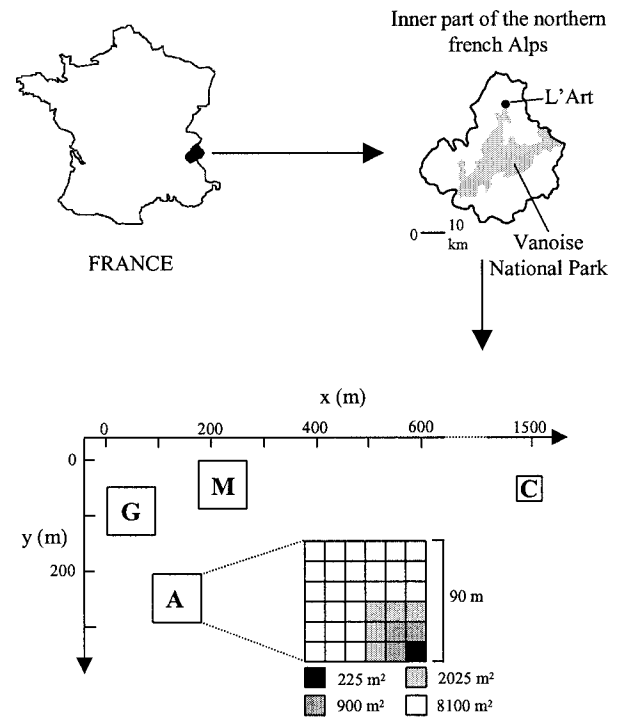 Inner part of the northern
french Alps
L'Art
FRANCE
0 10
km
Vanoise
National Park
x (m)
0 200 400 600 1500
0
G
M
C
y (m)
200
A
90 m
225 m² 2025 m²
900 m² 8100 m²